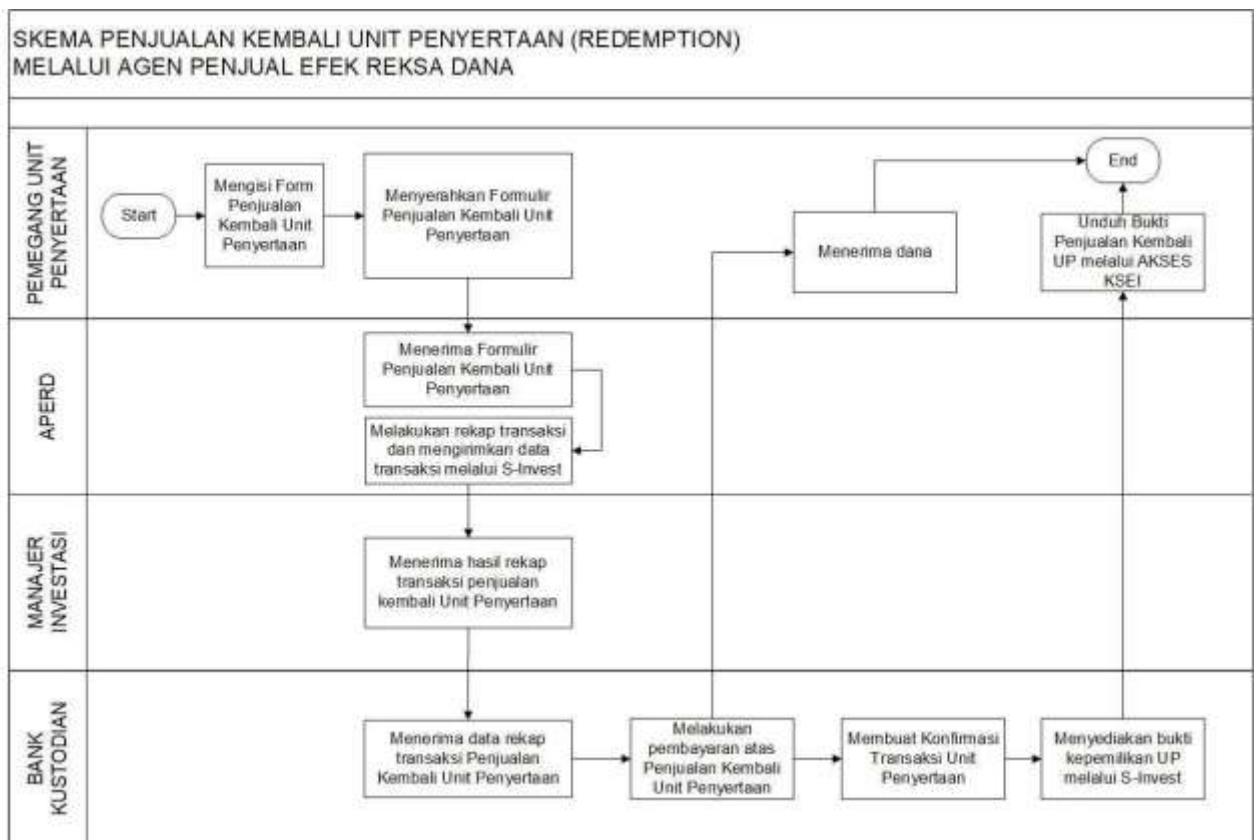 SKEMA PENJUALAN KEMBALI UNIT PENYERTAAN (REDEMPTION)
MELALUI AGEN PENJUAL EFEK REKSA DANA
PEMEGANG UNIT
PENYERTAAN
Start
Mengisi Form
Penjualan
Kembali Unit
Penyertaan
Menyerahkan Formulir
Penjualan Kembali Unit
Penyertaan
Menerima dana
End
Unduh Bukti
Penjualan Kembali
UP melalui AKSES
KSEI
APERD
Menerima Formulir
Penjualan Kembali Unit
Penyertaan
Melakukan rekap transaksi
dan mengirimkan data
transaksi melalui S-Invest
MANAJER
INVESTASI
Menerima hasil rekap
transaksi penjualan
kembali Unit Penyertaan
BANK
KUSTODIAN
Menerima data rekap
transaksi Penjualan
Kembali Unit Penyertaan
Melakukan
pembayaran atas
Penjualan Kembali
Unit Penyertaan
Membuat Konfirmasi
Transaksi Unit
Penyertaan
Menyediakan bukti
kepemilikan UP
melalui S-Invest